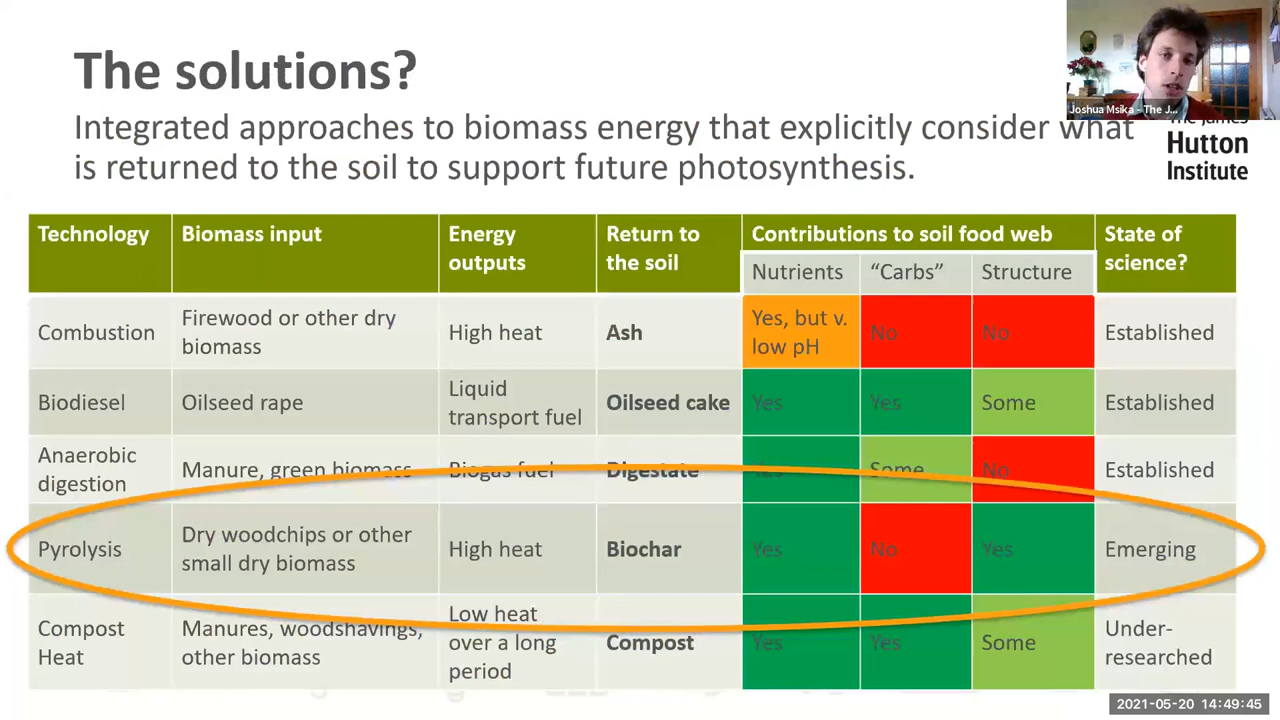 The solutions?
Joshua Msika - The J...
Integrated approaches to biomass energy that explicitly consider what
is returned to the soil to support future photosynthesis.
The James
Hutton
Institute
Technology
Biomass input
Energy
outputs
Return to
the soil
Contributions to soil food web
State of
science?
Nutrients
“Carbs”
Structure
Combustion
Firewood or other dry
biomass
High heat
Ash
Yes, but v.
low pH
No
No
Established
Biodiesel
Oilseed rape
Liquid
transport fuel
Oilseed cake
Yes
Yes
Some
Established
Anaerobic
digestion
Manure, green biomass
Biogas fuel
Digestate
Yes
Some
No
Established
Pyrolysis
Dry woodchips or other
small dry biomass
High heat
Biochar
Yes
No
Yes
Emerging
Compost
Heat
Manures, woodshavings,
other biomass
Low heat
over a long
period
Compost
Yes
Yes
Some
Under-
researched
2021-05-20 14:49:45